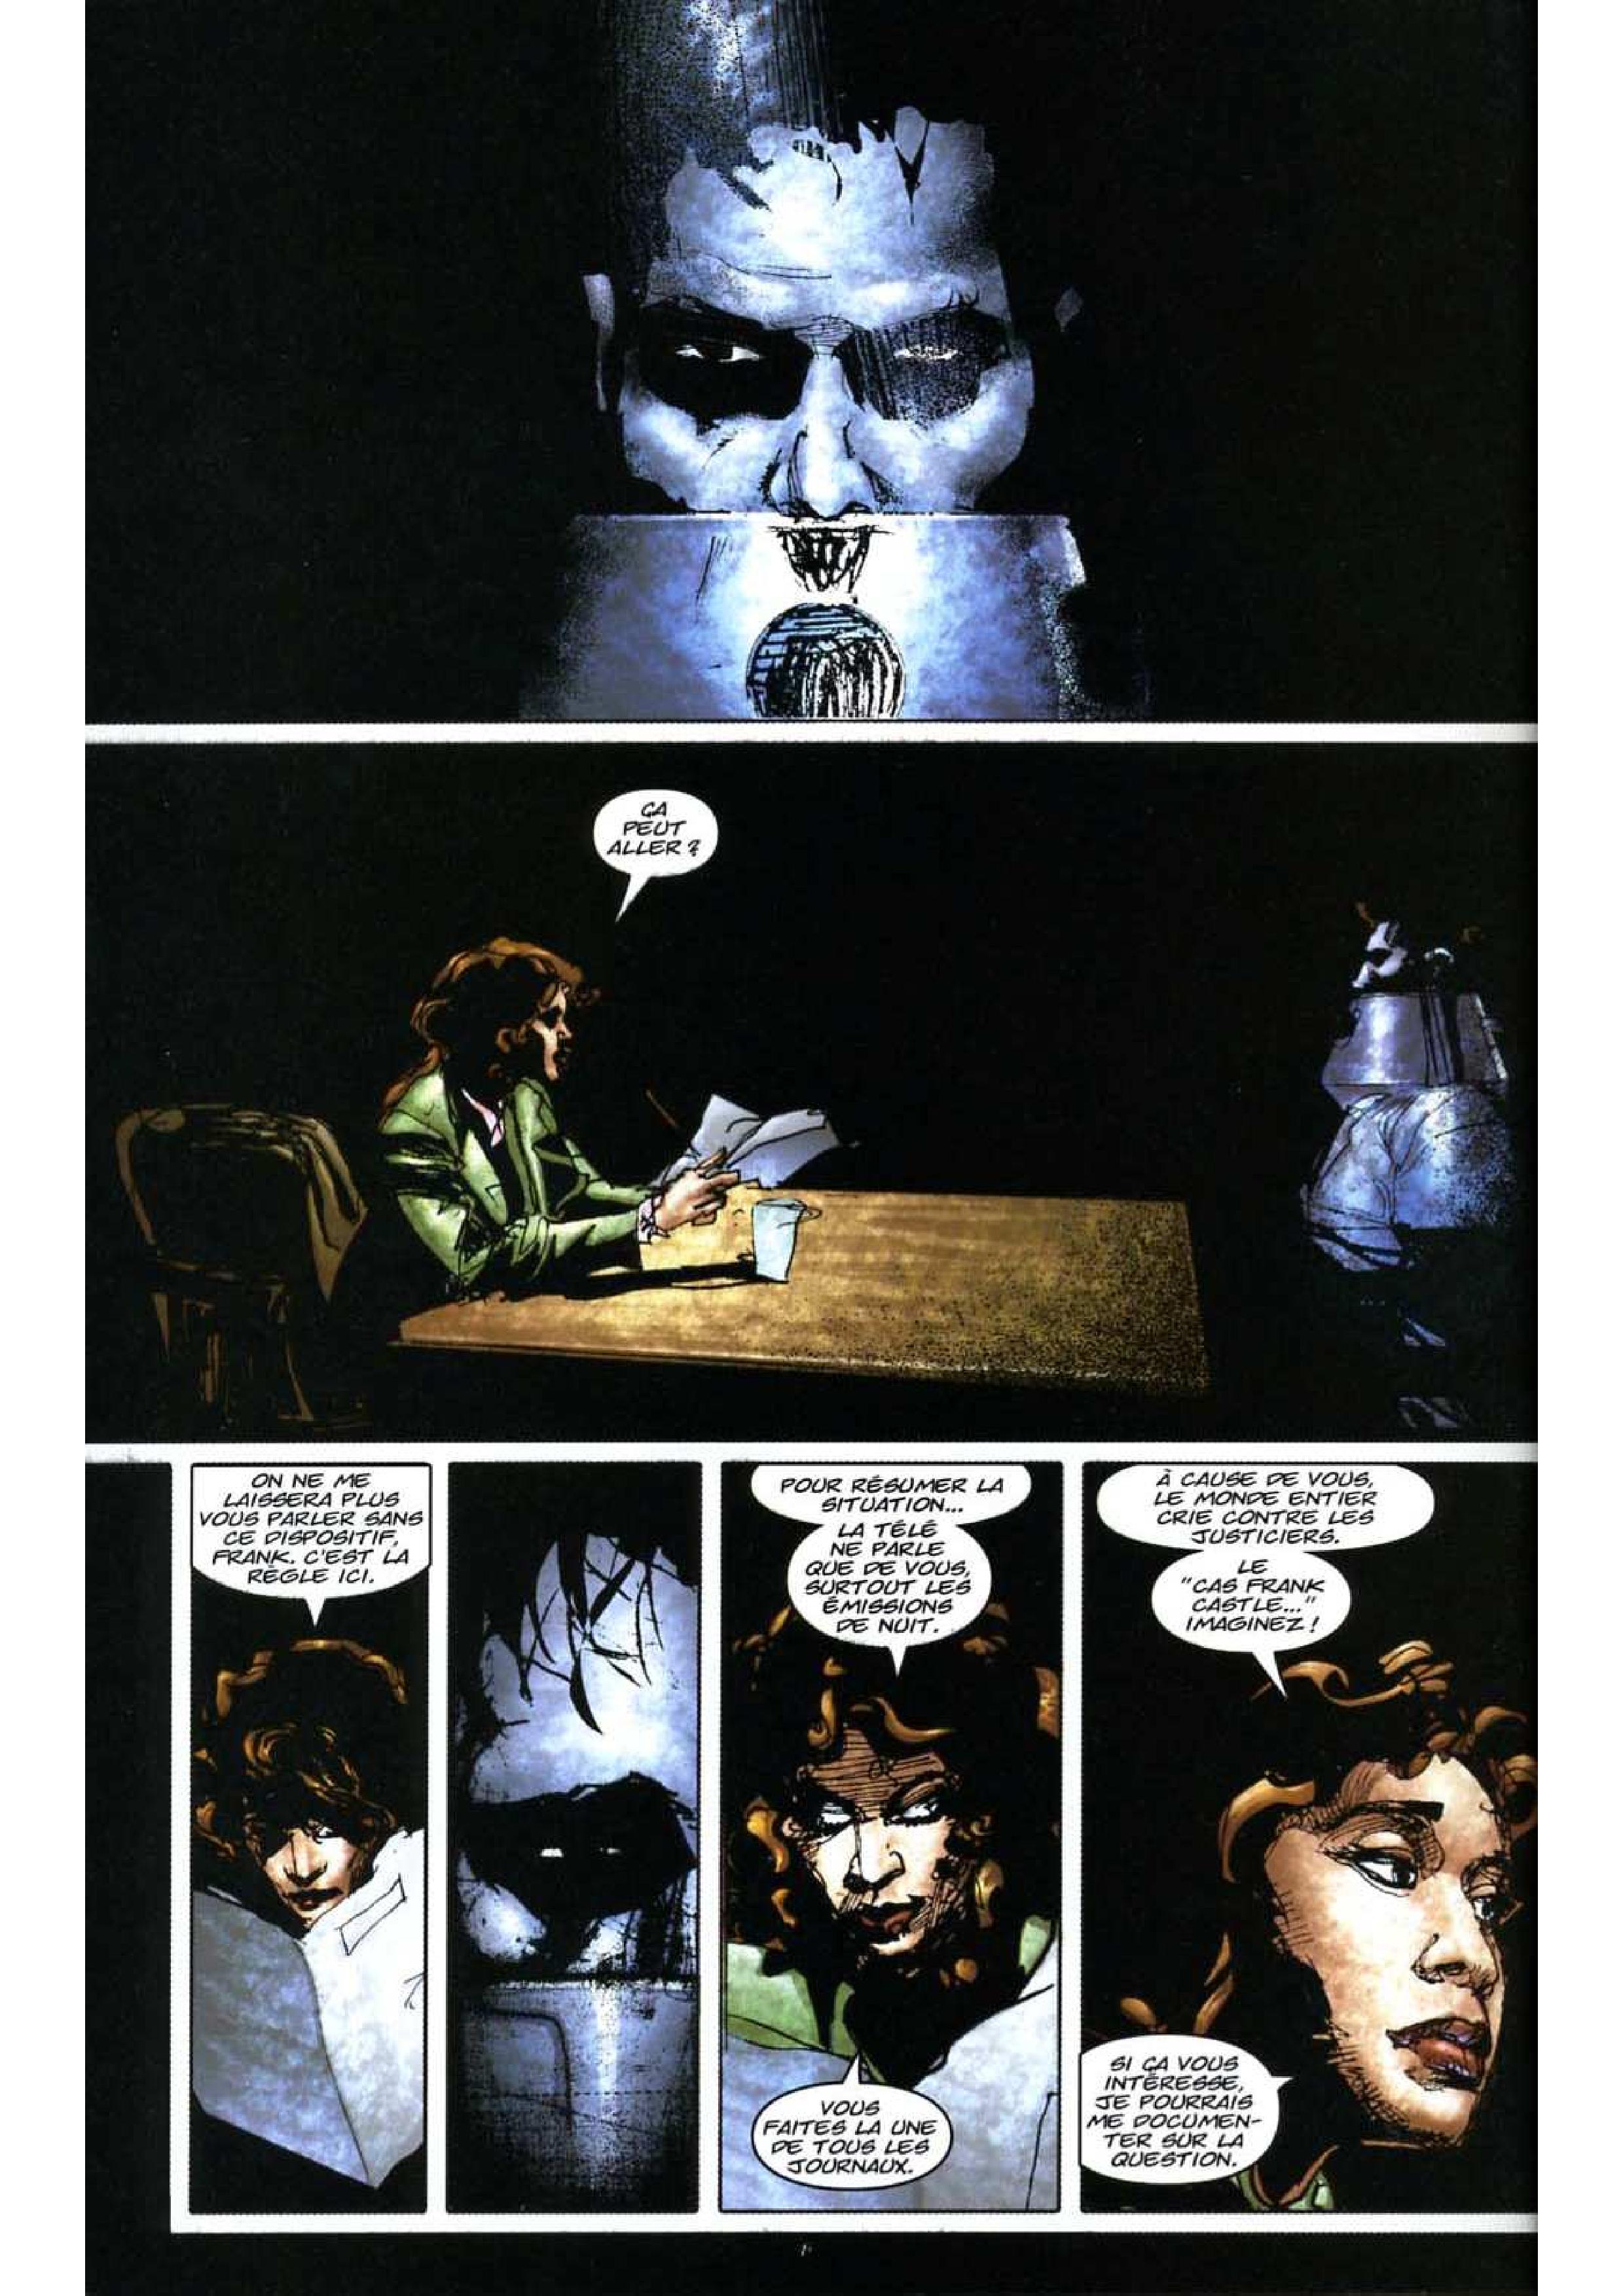 ÇA
PEUT
ALLER ?
ON NE ME
LAISSERA PLUS
VOUS PARLER SANS
CE DISPOSITIF,
FRANK. C'EST LA
RÈGLE ICI.
POUR RÉSUMER LA
SITUATION...
LA TÉLÉ
NE PARLE
QUE DE VOUS,
SURTOUT LES
ÉMISSIONS
DE NUIT.
VOUS
FAITES LA UNE
DE TOUS LES
JOURNAUX.
À CAUSE DE VOUS,
LE MONDE ENTIER
CRIE CONTRE LES
JUSTICIERS.
LE
"CAS FRANK
CASTLE..."
IMAGINEZ !
SI ÇA VOUS
INTÉRESSE,
JE POURRAIS
ME DOCUMEN-
TER SUR LA
QUESTION.